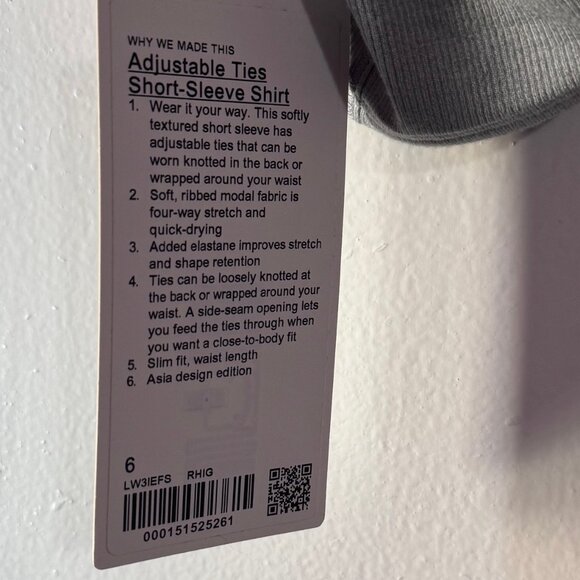 WHY WE MADE THIS
Adjustable Ties
Short-Sleeve Shirt
1. Wear it your way. This softly
textured short sleeve has
adjustable ties that can be
worn knotted in the back or
wrapped around your waist
2. Soft, ribbed modal fabric is
four-way stretch and
quick-drying
3. Added elastane improves stretch
and shape retention
4. Ties can be loosely knotted at
the back or wrapped around your
waist. A side-seam opening lets
you feed the ties through when
you want a close-to-body fit
5. Slim fit, waist length
6. Asia design edition
6
LW3IEFS RHIG
000151525261